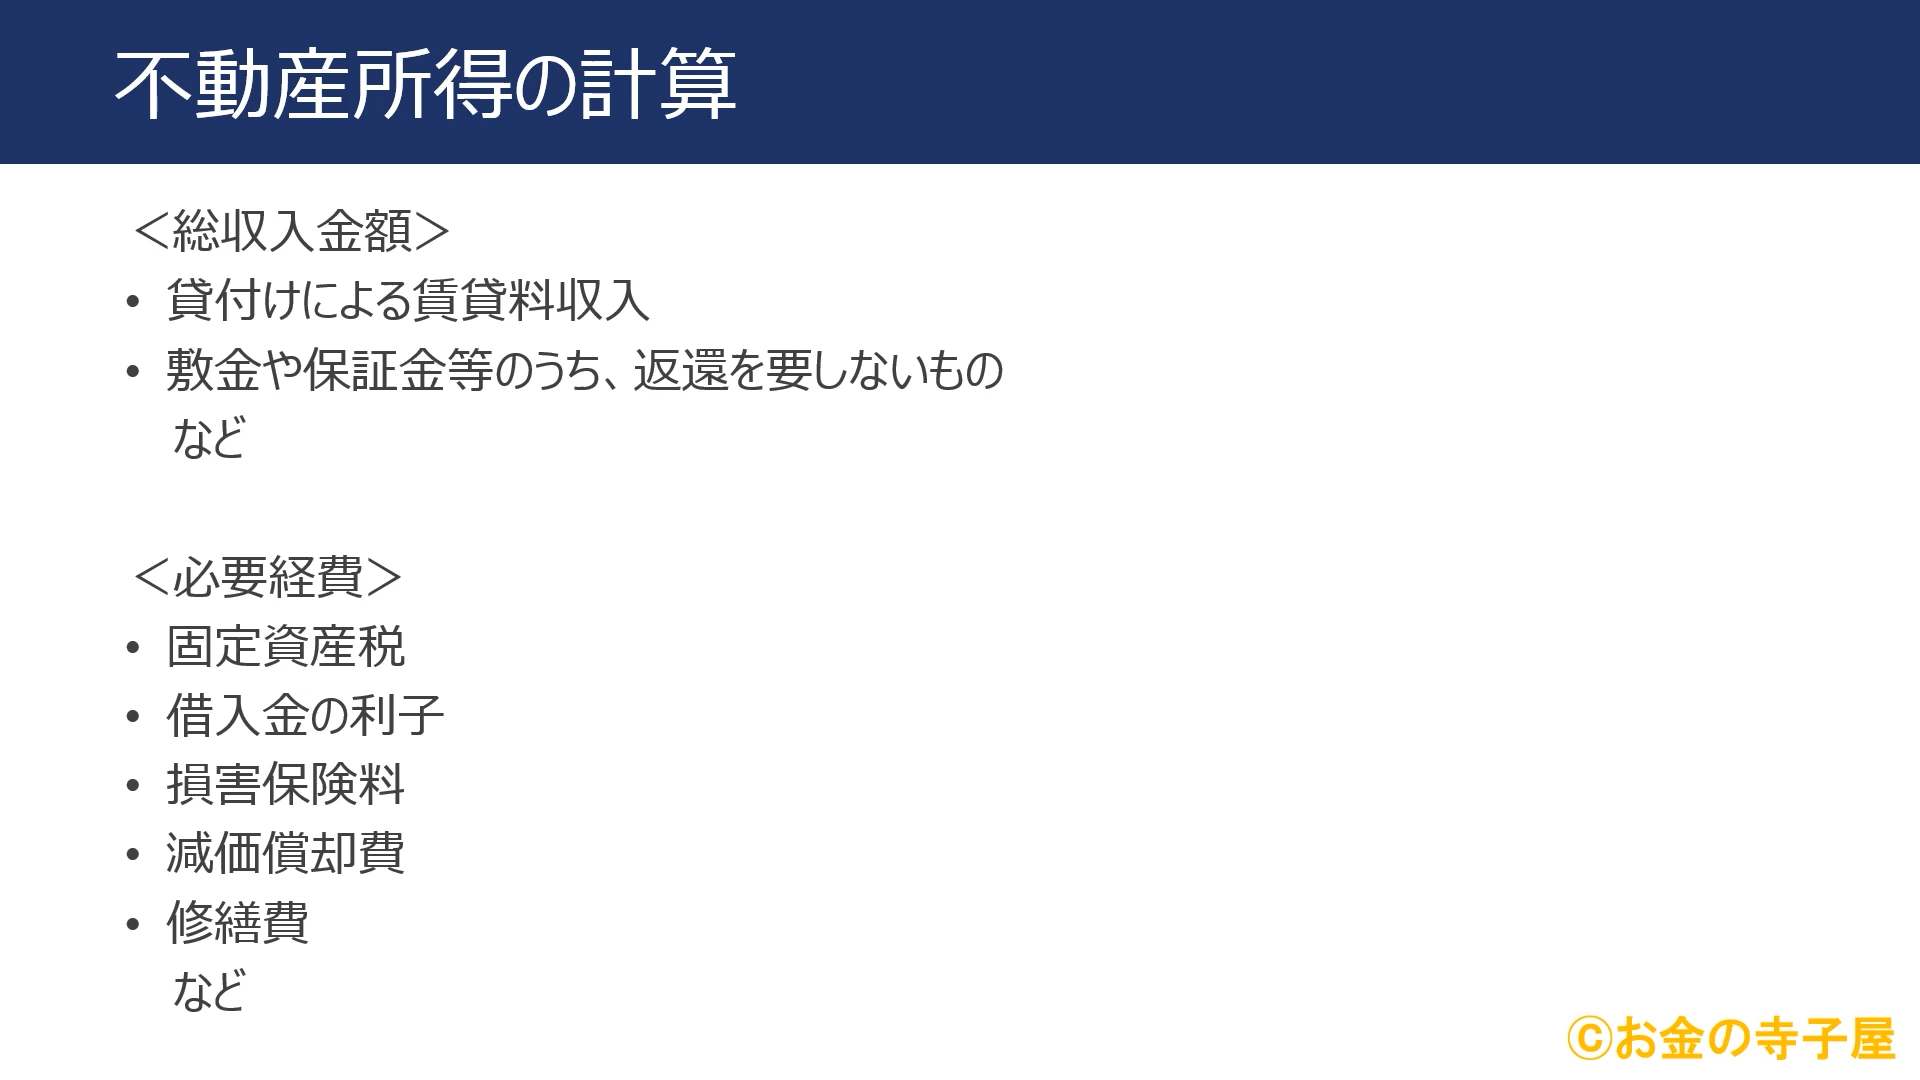 不動産所得の計算
＜総収入金額＞
• 貸付けによる賃貸料収入
• 敷金や保証金等のうち、返還を要しないもの
など
＜必要経費＞
• 固定資産税
• 借入金の利子
• 損害保険料
• 減価償却費
• 修繕費
など
©お金の寺子屋